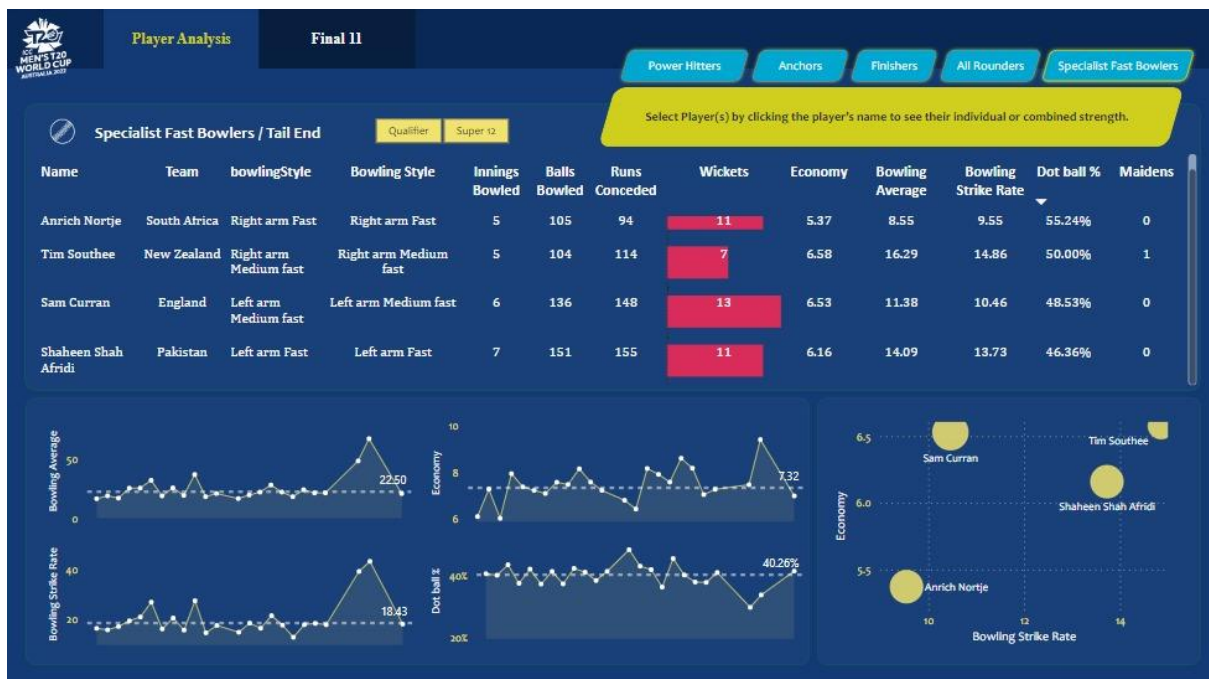 T20
ICC
MEN'S T20
WORLD CUP
AUSTRALIA 2022
Player Analysis
Final 11
Power Hitters
Anchors
Finishers
All Rounders
Specialist Fast Bowlers
Select Player(s) by clicking the player's name to see their individual or combined strength.
Specialist Fast Bowlers / Tail End
Qualifier
Super 12
Name Team bowlingStyle Bowling Style Innings Bowled Balls Bowled Runs Conceded Wickets Economy Bowling Average Bowling Strike Rate Dot ball % Maidens
Anrich Nortje South Africa Right arm Fast Right arm Fast 5 105 94 11 5.37 8.55 9.55 55.24% 0
Tim Southee New Zealand Right arm Medium fast Right arm Medium fast 5 104 114 7 6.58 16.29 14.86 50.00% 1
Sam Curran England Left arm Medium fast Left arm Medium fast 6 136 148 13 6.53 11.38 10.46 48.53% 0
Shaheen Shah Afridi Pakistan Left arm Fast Left arm Fast 7 151 155 11 6.16 14.09 13.73 46.36% 0
Bowling Average
50
0
22.50
Economy
10
8
6
7.32
Bowling Strike Rate
40
20
18.43
Dot ball %
40%
20%
40.26%
Economy
6.5
6.0
5.5
Sam Curran
Tim Southee
Shaheen Shah Afridi
Anrich Nortje
10
12
14
Bowling Strike Rate